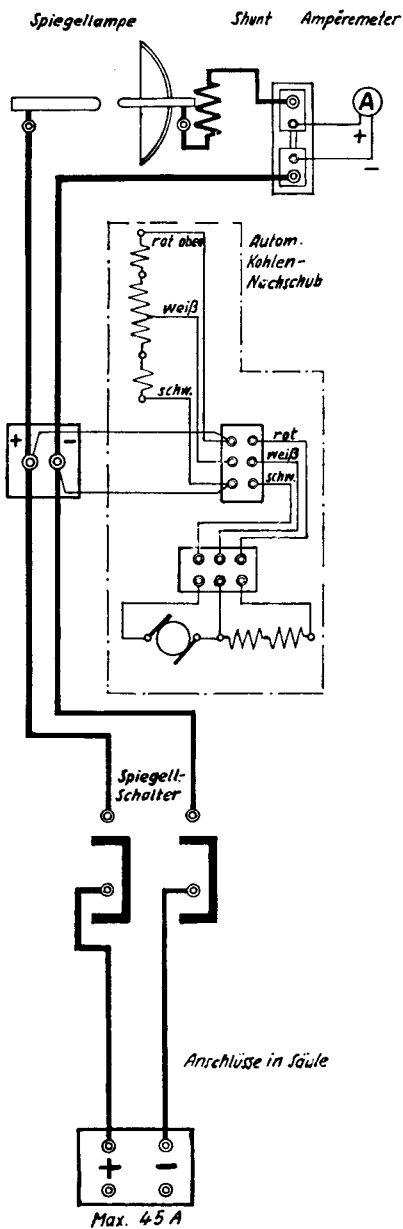 Spiegellampe
Shunt Ampèremeter
A
+
−
rot oben
Autom.
Kohlen-
Nachschub
weiß
schw.
+ −
rot
weiß
schw.
Spiegell.-
Schalter
Anschlüsse in Säule
+ −
Max. 45 A